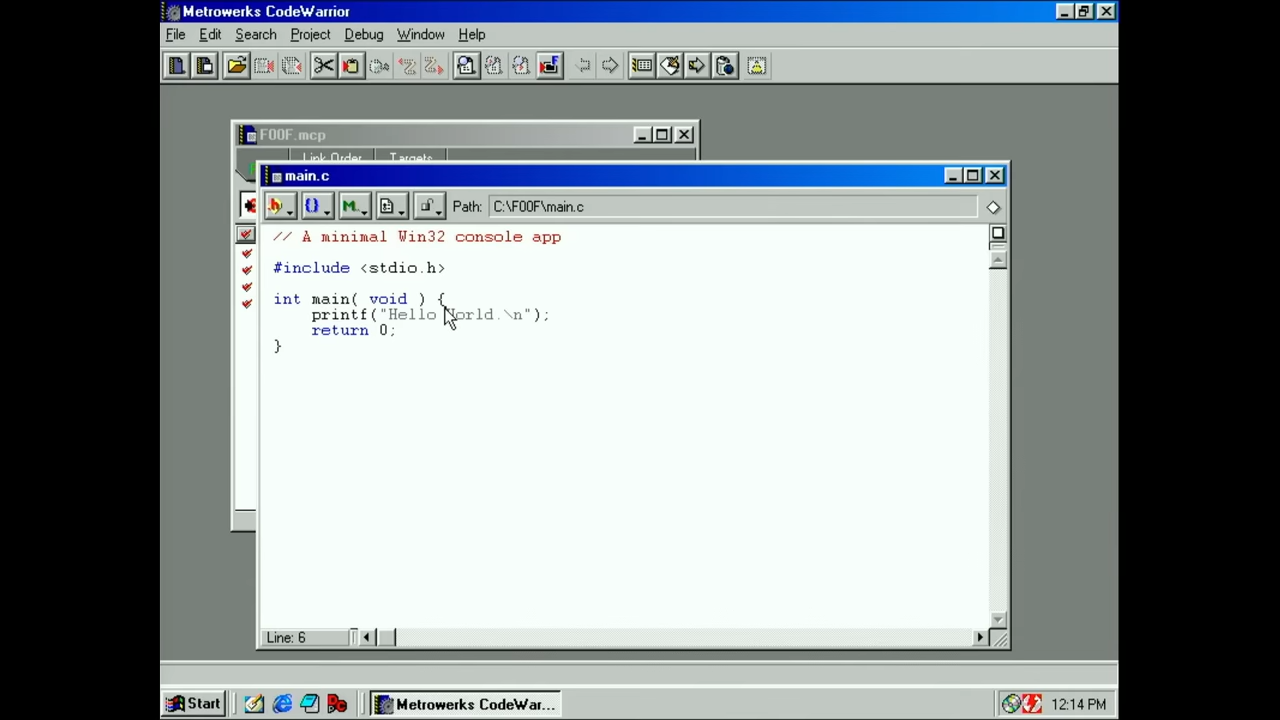 Metrowerks CodeWarrior
File Edit Search Project Debug Window Help
F00F.mcp
Link Order Targets
main.c
Path: C:\F00F\main.c
// A minimal Win32 console app
#include <stdio.h>
int main( void ) {
printf("Hello World.\n");
return 0;
}
Line: 6
Start Metrowerks CodeWar... 12:14 PM